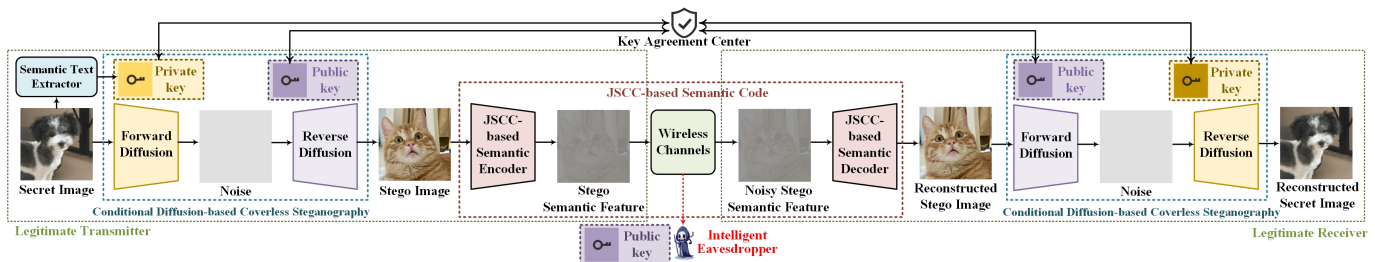 Key Agreement Center
Semantic Text
Extractor
Private
key
Public
key
Secret Image
Forward
Diffusion
Noise
Reverse
Diffusion
Stego Image
Conditional Diffusion-based Coverless Steganography
Legitimate Transmitter
JSCC-based Semantic Code
JSCC-
based
Semantic
Encoder
Stego
Semantic Feature
Wireless
Channels
Noisy Stego
Semantic Feature
JSCC-
based
Semantic
Decoder
Public
key
Intelligent
Eavesdropper
Reconstructed
Stego Image
Public
key
Private
key
Forward
Diffusion
Noise
Reverse
Diffusion
Reconstructed
Secret Image
Conditional Diffusion-based Coverless Steganography
Legitimate Receiver